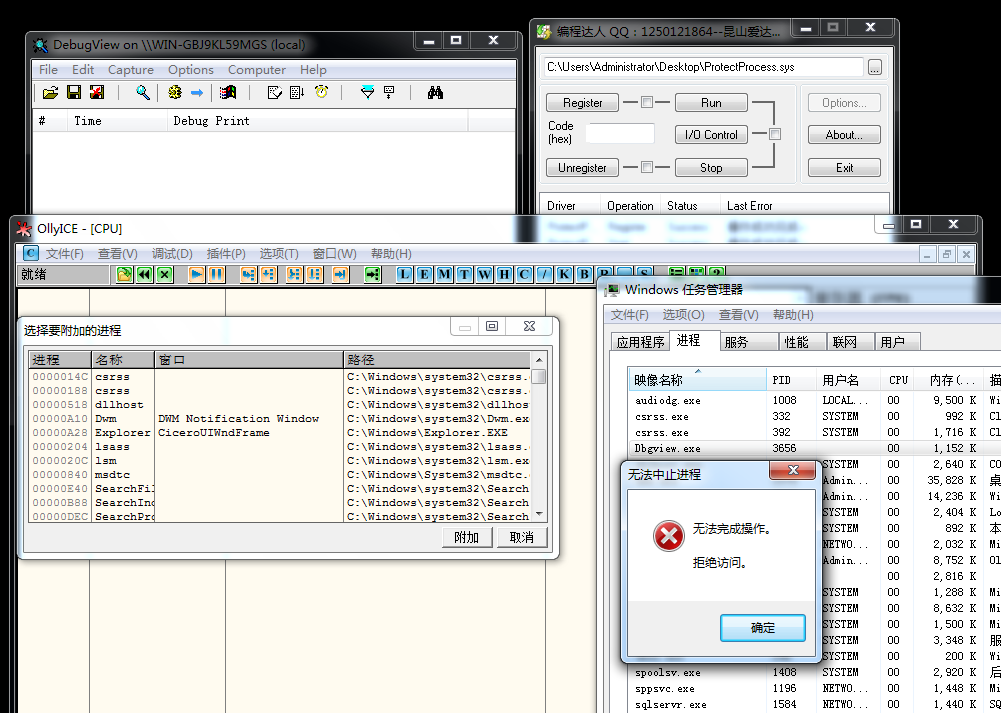 DebugView on \\WIN-GBJ9KL59MGS (local)
File Edit Capture Options Computer Help
# Time Debug Print
编程达人 QQ：1250121864--昆山爱达...
C:\Users\Administrator\Desktop\ProtectProcess.sys
...
Register Run Options...
Code (hex) I/O Control About...
Unregister Stop Exit
Driver Operation Status Last Error
OllyICE - [CPU]
C 文件(F) 查看(V) 调试(D) 插件(P) 选项(T) 窗口(W) 帮助(H)
就绪
L E M T W H C / K B R ... S
选择要附加的进程
进程 名称 窗口 路径
0000014C csrss C:\Windows\system32\csrss.
00000188 csrss C:\Windows\system32\csrss.
00000518 dllhost C:\Windows\system32\dllhos
00000A10 Dwm DWM Notification Window C:\Windows\system32\Dwm.ex
00000A28 Explorer CiceroUIWndFrame C:\Windows\Explorer.EXE
00000204 lsass C:\Windows\system32\lsass.
0000020C lsm C:\Windows\system32\lsm.ex
00000840 msdtc C:\Windows\System32\msdtc.
00000E40 SearchFil C:\Windows\system32\Search
00000B88 SearchInd C:\Windows\system32\Search
00000DEC SearchPro C:\Windows\system32\Search
附加 取消
Windows 任务管理器
文件(F) 选项(O) 查看(V) 帮助(H)
应用程序 进程 服务 性能 联网 用户
映像名称 PID 用户名 CPU 内存(... 描
audiodg.exe 1008 LOCAL... 00 9,500 K Wi
csrss.exe 332 SYSTEM 00 992 K Cl
csrss.exe 392 SYSTEM 00 1,716 K Cl
Dbgview.exe 3656 1,152 K
SYSTEM 00 2,640 K CO
Admin... 00 35,828 K 桌
Admin... 00 14,236 K Wi
SYSTEM 00 2,404 K Lo
SYSTEM 00 892 K 本
NETWO... 00 2,032 K Mi
Admin... 00 8,752 K Ol
00 2,816 K
SYSTEM 00 1,288 K Mi
SYSTEM 00 8,632 K Mi
SYSTEM 00 1,500 K Mi
SYSTEM 00 3,348 K 服
SYSTEM 00 200 K Wi
spoolsv.exe 1408 SYSTEM 00 2,920 K 后
sppsvc.exe 1196 NETWO... 00 1,448 K Mi
sqlservr.exe 1584 NETWO... 00 1,440 K SQ
无法中止进程
无法完成操作。
拒绝访问。
确定